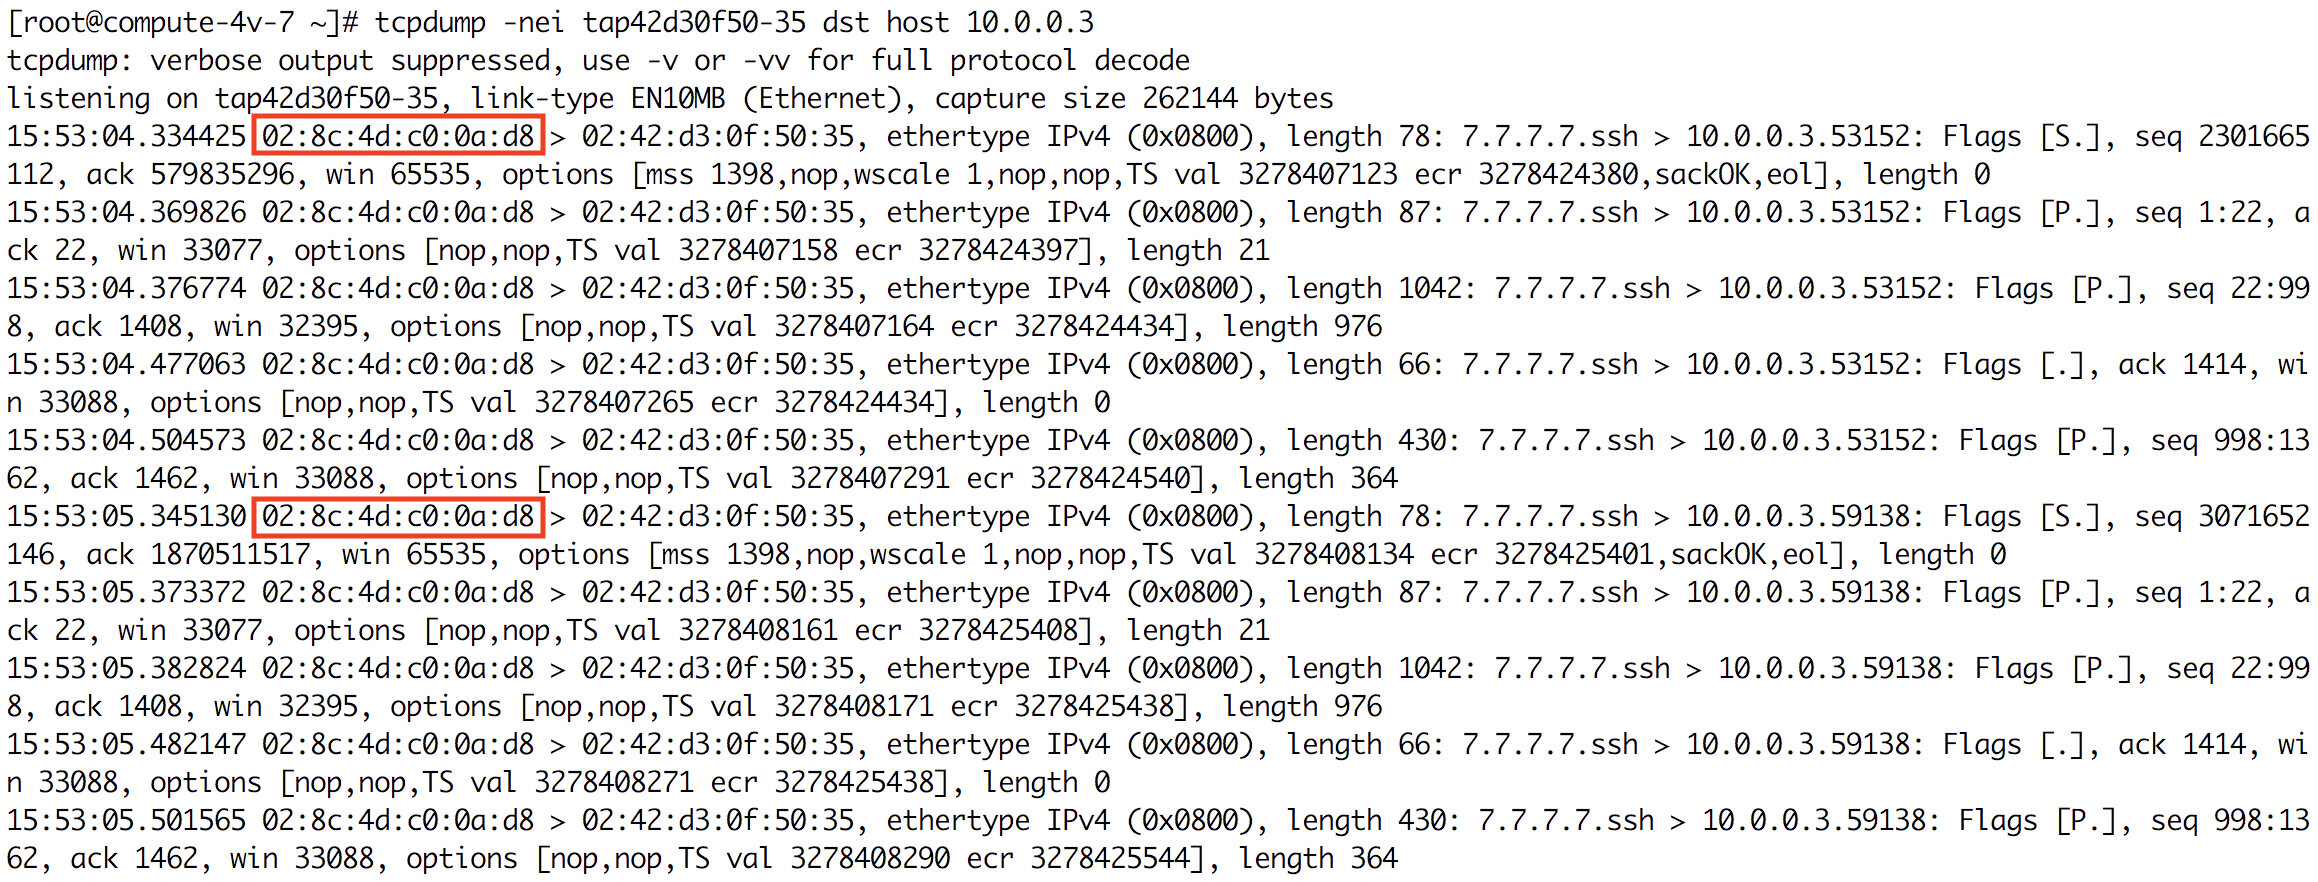 [root@compute-4v-7 ~]# tcpdump -nei tap42d30f50-35 dst host 10.0.0.3
tcpdump: verbose output suppressed, use -v or -vv for full protocol decode
listening on tap42d30f50-35, link-type EN10MB (Ethernet), capture size 262144 bytes
15:53:04.334425 02:8c:4d:c0:0a:d8 > 02:42:d3:0f:50:35, ethertype IPv4 (0x0800), length 78: 7.7.7.7.ssh > 10.0.0.3.53152: Flags [S.], seq 2301665
112, ack 579835296, win 65535, options [mss 1398,nop,wscale 1,nop,nop,TS val 3278407123 ecr 3278424380,sackOK,eol], length 0
15:53:04.369826 02:8c:4d:c0:0a:d8 > 02:42:d3:0f:50:35, ethertype IPv4 (0x0800), length 87: 7.7.7.7.ssh > 10.0.0.3.53152: Flags [P.], seq 1:22, a
ck 22, win 33077, options [nop,nop,TS val 3278407158 ecr 3278424397], length 21
15:53:04.376774 02:8c:4d:c0:0a:d8 > 02:42:d3:0f:50:35, ethertype IPv4 (0x0800), length 1042: 7.7.7.7.ssh > 10.0.0.3.53152: Flags [P.], seq 22:99
8, ack 1408, win 32395, options [nop,nop,TS val 3278407164 ecr 3278424434], length 976
15:53:04.477063 02:8c:4d:c0:0a:d8 > 02:42:d3:0f:50:35, ethertype IPv4 (0x0800), length 66: 7.7.7.7.ssh > 10.0.0.3.53152: Flags [.], ack 1414, wi
n 33088, options [nop,nop,TS val 3278407265 ecr 3278424434], length 0
15:53:04.504573 02:8c:4d:c0:0a:d8 > 02:42:d3:0f:50:35, ethertype IPv4 (0x0800), length 430: 7.7.7.7.ssh > 10.0.0.3.53152: Flags [P.], seq 998:13
62, ack 1462, win 33088, options [nop,nop,TS val 3278407291 ecr 3278424540], length 364
15:53:05.345130 02:8c:4d:c0:0a:d8 > 02:42:d3:0f:50:35, ethertype IPv4 (0x0800), length 78: 7.7.7.7.ssh > 10.0.0.3.59138: Flags [S.], seq 3071652
146, ack 1870511517, win 65535, options [mss 1398,nop,wscale 1,nop,nop,TS val 3278408134 ecr 3278425401,sackOK,eol], length 0
15:53:05.373372 02:8c:4d:c0:0a:d8 > 02:42:d3:0f:50:35, ethertype IPv4 (0x0800), length 87: 7.7.7.7.ssh > 10.0.0.3.59138: Flags [P.], seq 1:22, a
ck 22, win 33077, options [nop,nop,TS val 3278408161 ecr 3278425408], length 21
15:53:05.382824 02:8c:4d:c0:0a:d8 > 02:42:d3:0f:50:35, ethertype IPv4 (0x0800), length 1042: 7.7.7.7.ssh > 10.0.0.3.59138: Flags [P.], seq 22:99
8, ack 1408, win 32395, options [nop,nop,TS val 3278408171 ecr 3278425438], length 976
15:53:05.482147 02:8c:4d:c0:0a:d8 > 02:42:d3:0f:50:35, ethertype IPv4 (0x0800), length 66: 7.7.7.7.ssh > 10.0.0.3.59138: Flags [.], ack 1414, wi
n 33088, options [nop,nop,TS val 3278408271 ecr 3278425438], length 0
15:53:05.501565 02:8c:4d:c0:0a:d8 > 02:42:d3:0f:50:35, ethertype IPv4 (0x0800), length 430: 7.7.7.7.ssh > 10.0.0.3.59138: Flags [P.], seq 998:13
62, ack 1462, win 33088, options [nop,nop,TS val 3278408290 ecr 3278425544], length 364